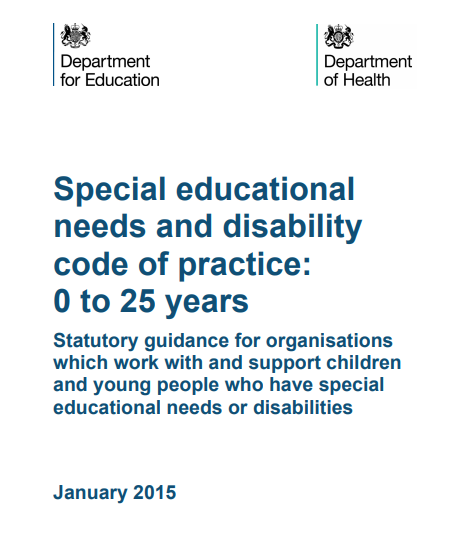 Department
for Education
Department
of Health
Special educational
needs and disability
code of practice:
0 to 25 years
Statutory guidance for organisations
which work with and support children
and young people who have special
educational needs or disabilities
January 2015